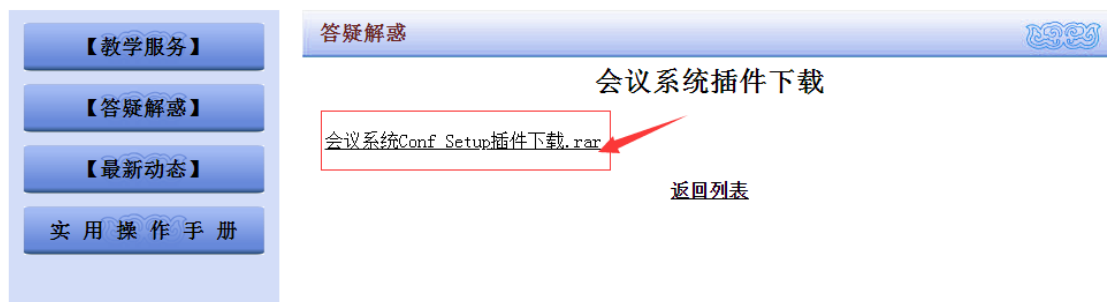 【教学服务】
【答疑解惑】
【最新动态】
实 用 操 作 手 册
答疑解惑
会议系统插件下载
会议系统Conf Setup插件下载.rar
返回列表